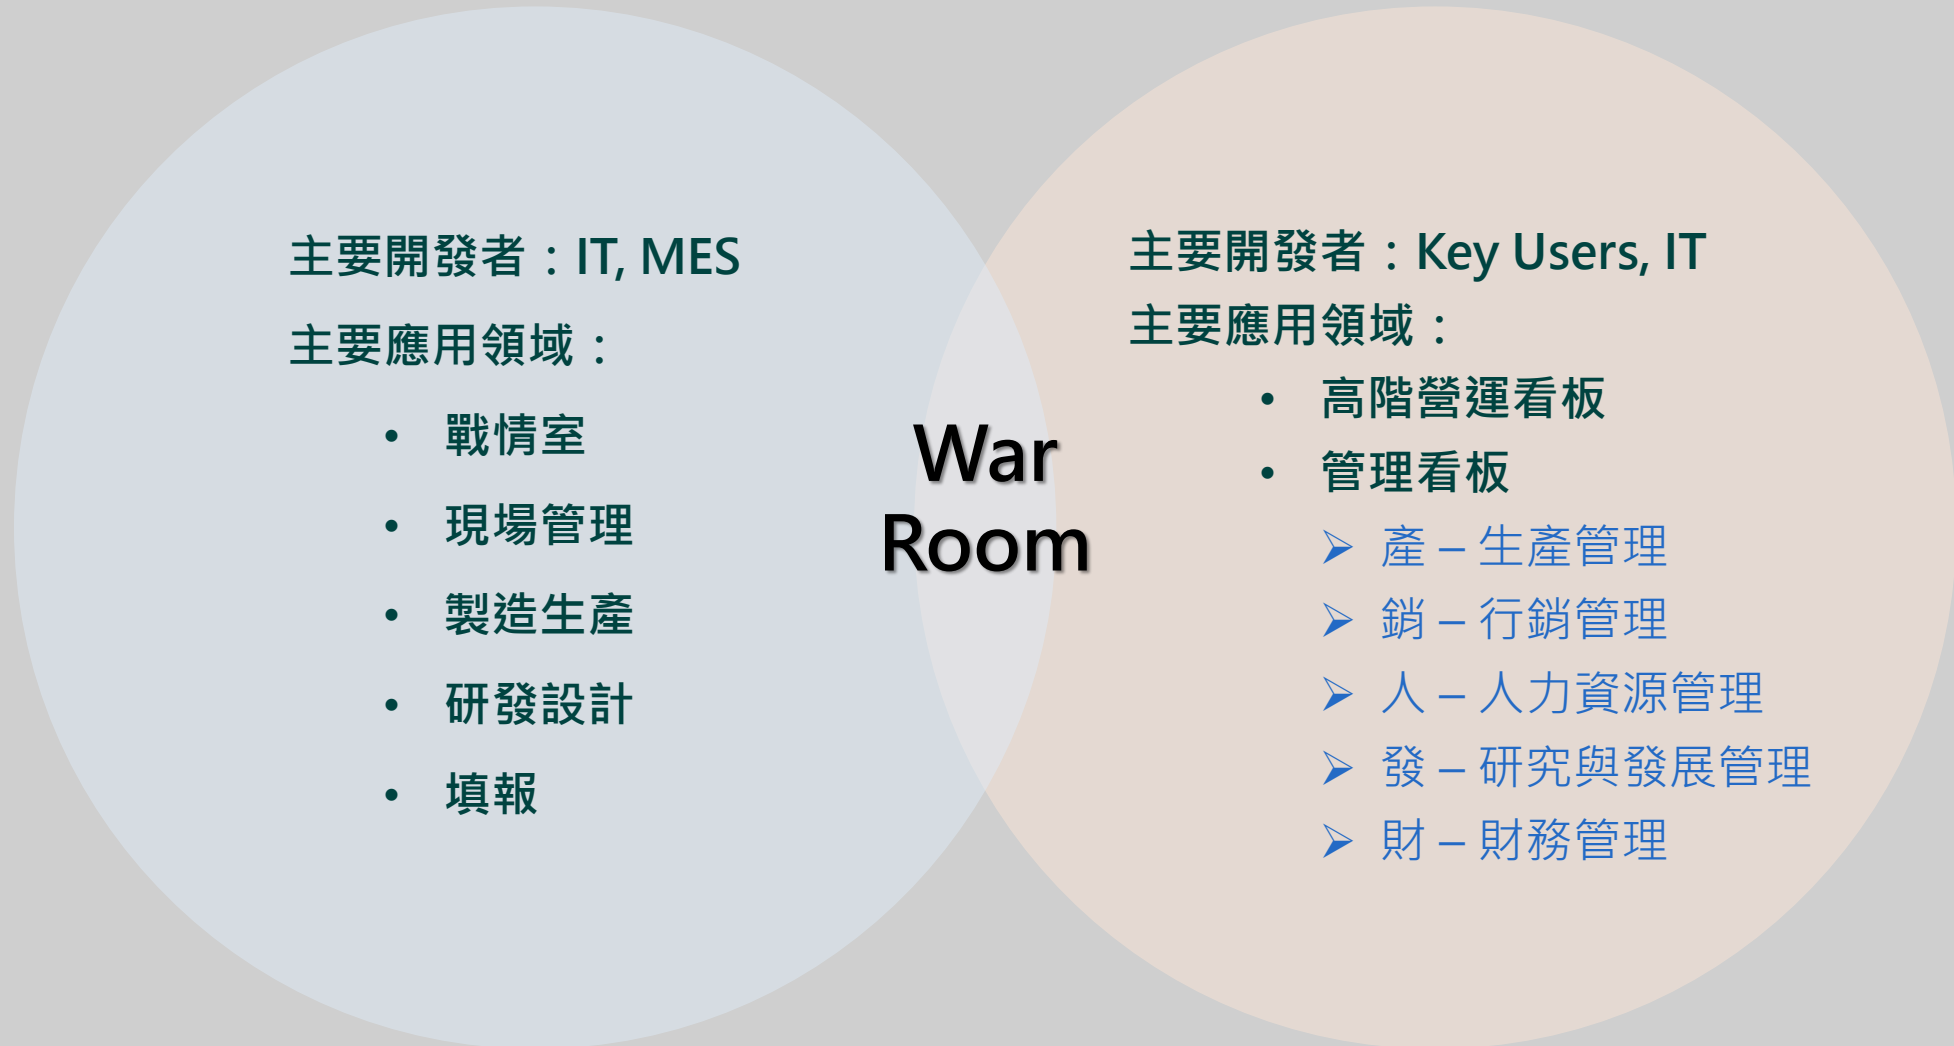 主要開發者：IT, MES
主要應用領域：
• 戰情室
• 現場管理
• 製造生產
• 研發設計
• 填報
War
Room
主要開發者：Key Users, IT
主要應用領域：
• 高階營運看板
• 管理看板
➢ 產 – 生產管理
➢ 銷 – 行銷管理
➢ 人 – 人力資源管理
➢ 發 – 研究與發展管理
➢ 財 – 財務管理